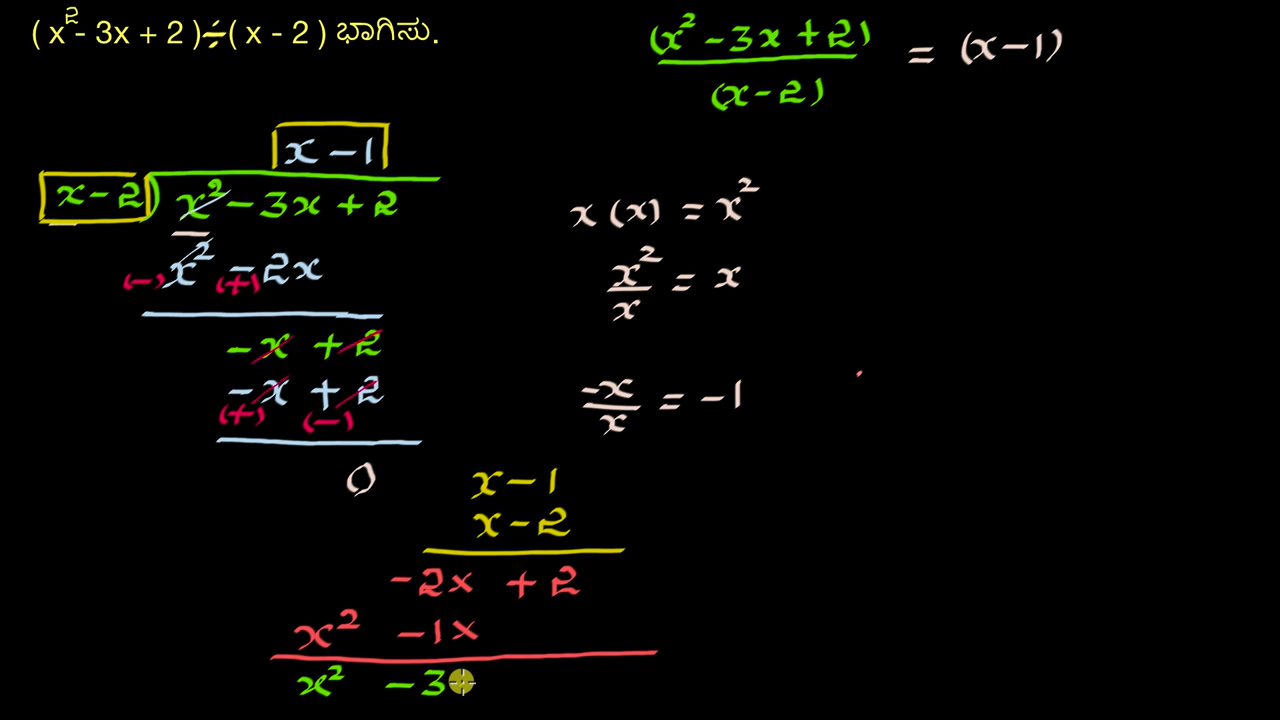 ( x² - 3x + 2 ) ÷ ( x - 2 ) ಭಾಗಿಸು.
(x² - 3x + 2) / (x - 2) = (x - 1)
x - 1
x - 2) x² - 3x + 2
(-) x² (+) - 2x
- x + 2
- x + 2
(+) (-)
0
x (x) = x²
x² / x = x
-x / x = -1
x - 1
x - 2
- 2x + 2
x² - 1x
x² - 3